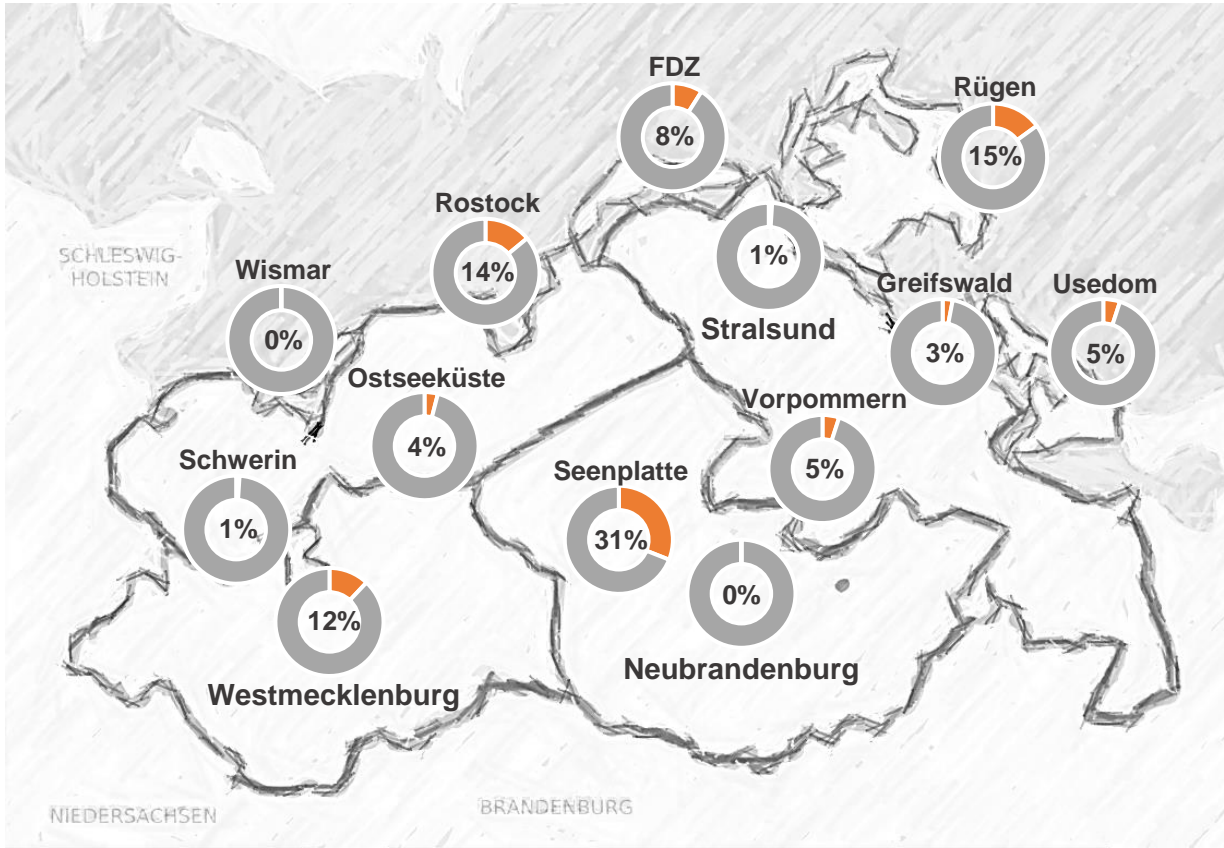 FDZ
8%
Rügen
15%
Rostock
14%
SCHLESWIG-
HOLSTEIN
Wismar
0%
1%
Stralsund
Greifswald
3%
Usedom
5%
Ostseeküste
4%
Vorpommern
5%
Schwerin
1%
Seenplatte
31%
0%
Neubrandenburg
12%
Westmecklenburg
NIEDERSACHSEN
BRANDENBURG